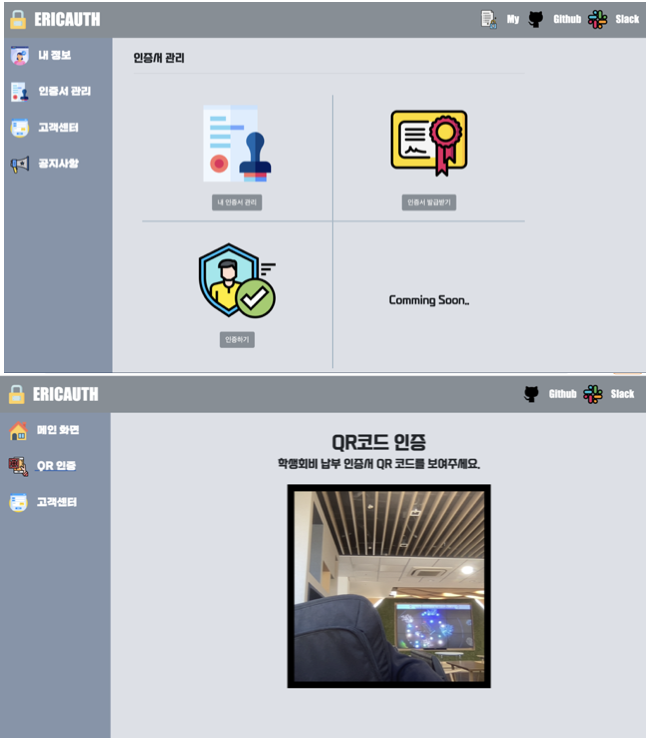 ERICAUTH
My Github Slack
내 정보
인증서 관리
고객센터
공지사항
인증서 관리
내 인증서 관리
인증서 발급받기
인증하기
Comming Soon..
ERICAUTH
Github Slack
메인 화면
QR 인증
고객센터
QR코드 인증
학생회비 납부 인증서 QR 코드를 보여주세요.